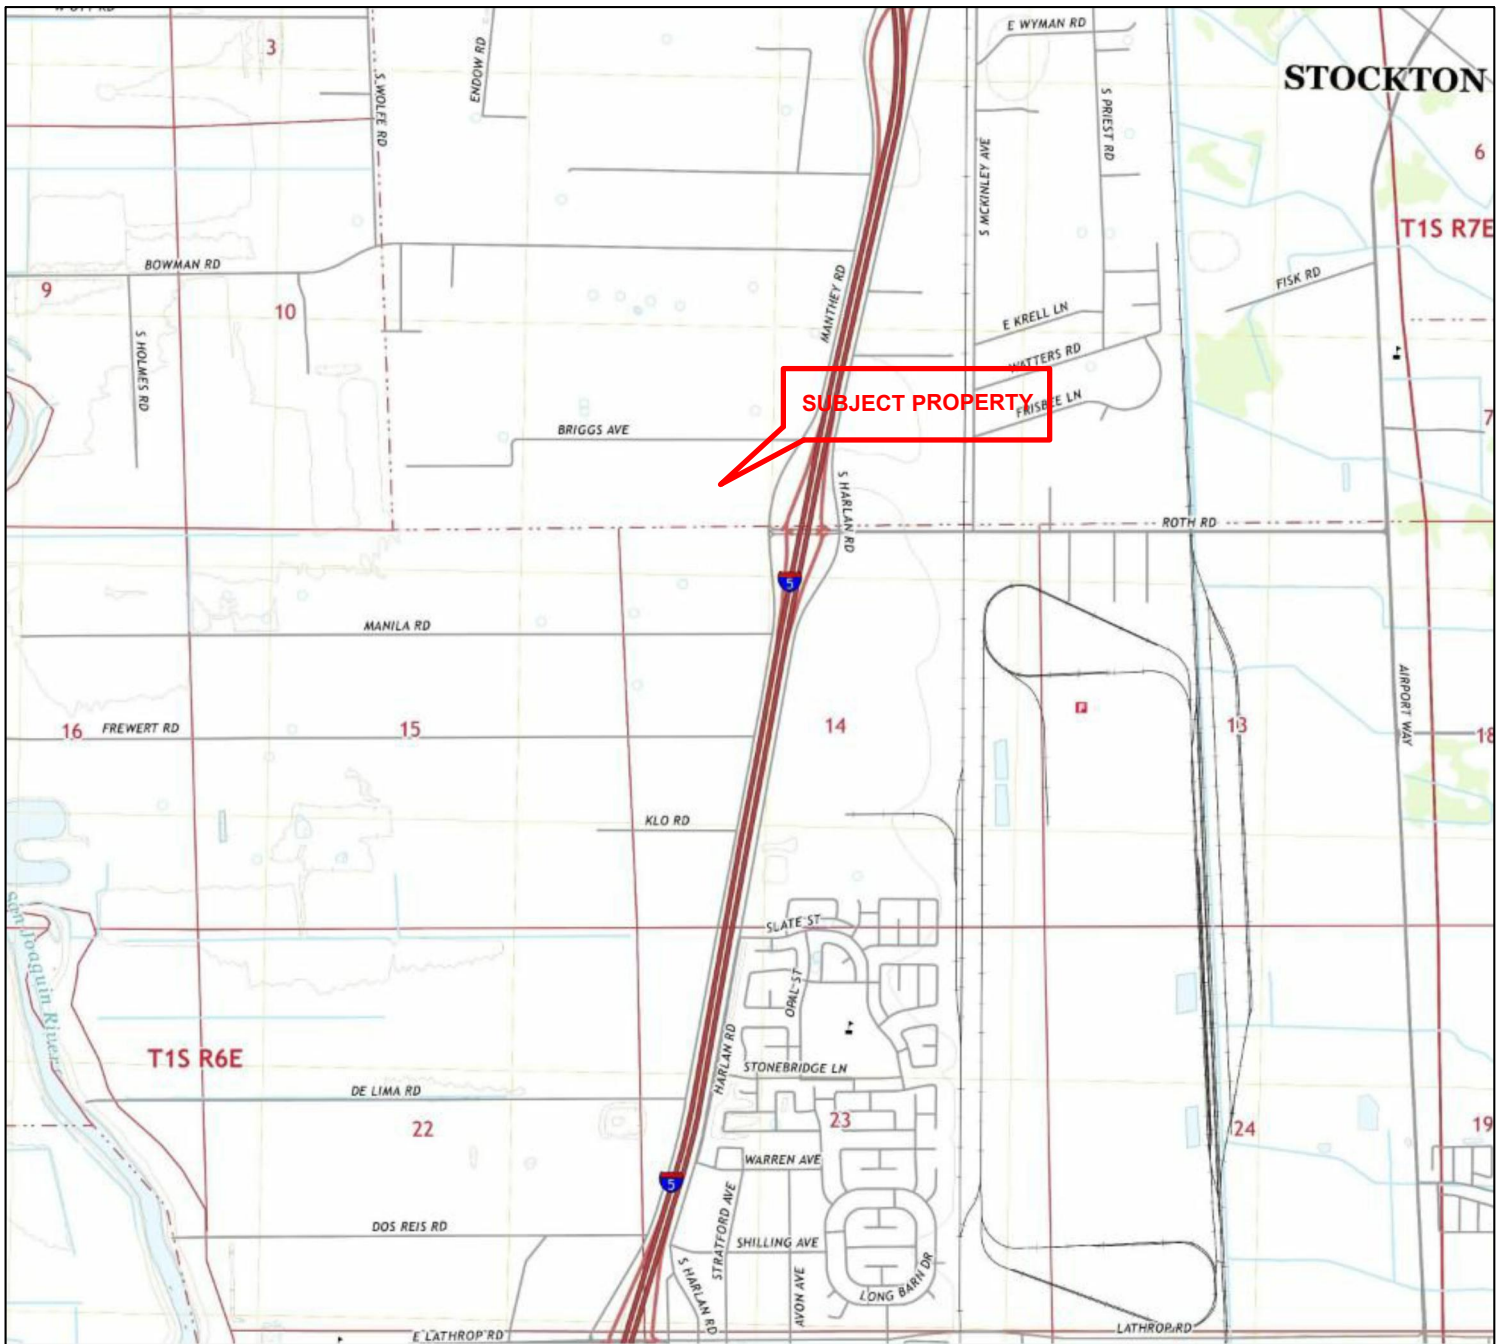 E WYMAN RD
3
ENDOW RD
S WOLFE RD
STOCKTON
S PRIEST RD
S MCKINLEY AVE
6
T1S R7E
BOWMAN RD
9
10
MANTHEY RD
FISK RD
S HOLMES RD
E KRELL LN
WATTERS RD
SUBJECT PROPERTY
FRISBEE LN
7
BRIGGS AVE
S HARLAN RD
ROTH RD
5
MANILA RD
AIRPORT WAY
16
FREWERT RD
15
14
F
13
18
KLO RD
San Joaquin River
SLATE ST
OPAL ST
T1S R6E
HARLAN RD
STONEBRIDGE LN
DE LIMA RD
22
23
24
19
WARREN AVE
5
STRATFORD AVE
DOS REIS RD
SHILLING AVE
S HARLAN RD
AVON AVE
LONG BARN DR
E LATHROP RD
LATHROP RD